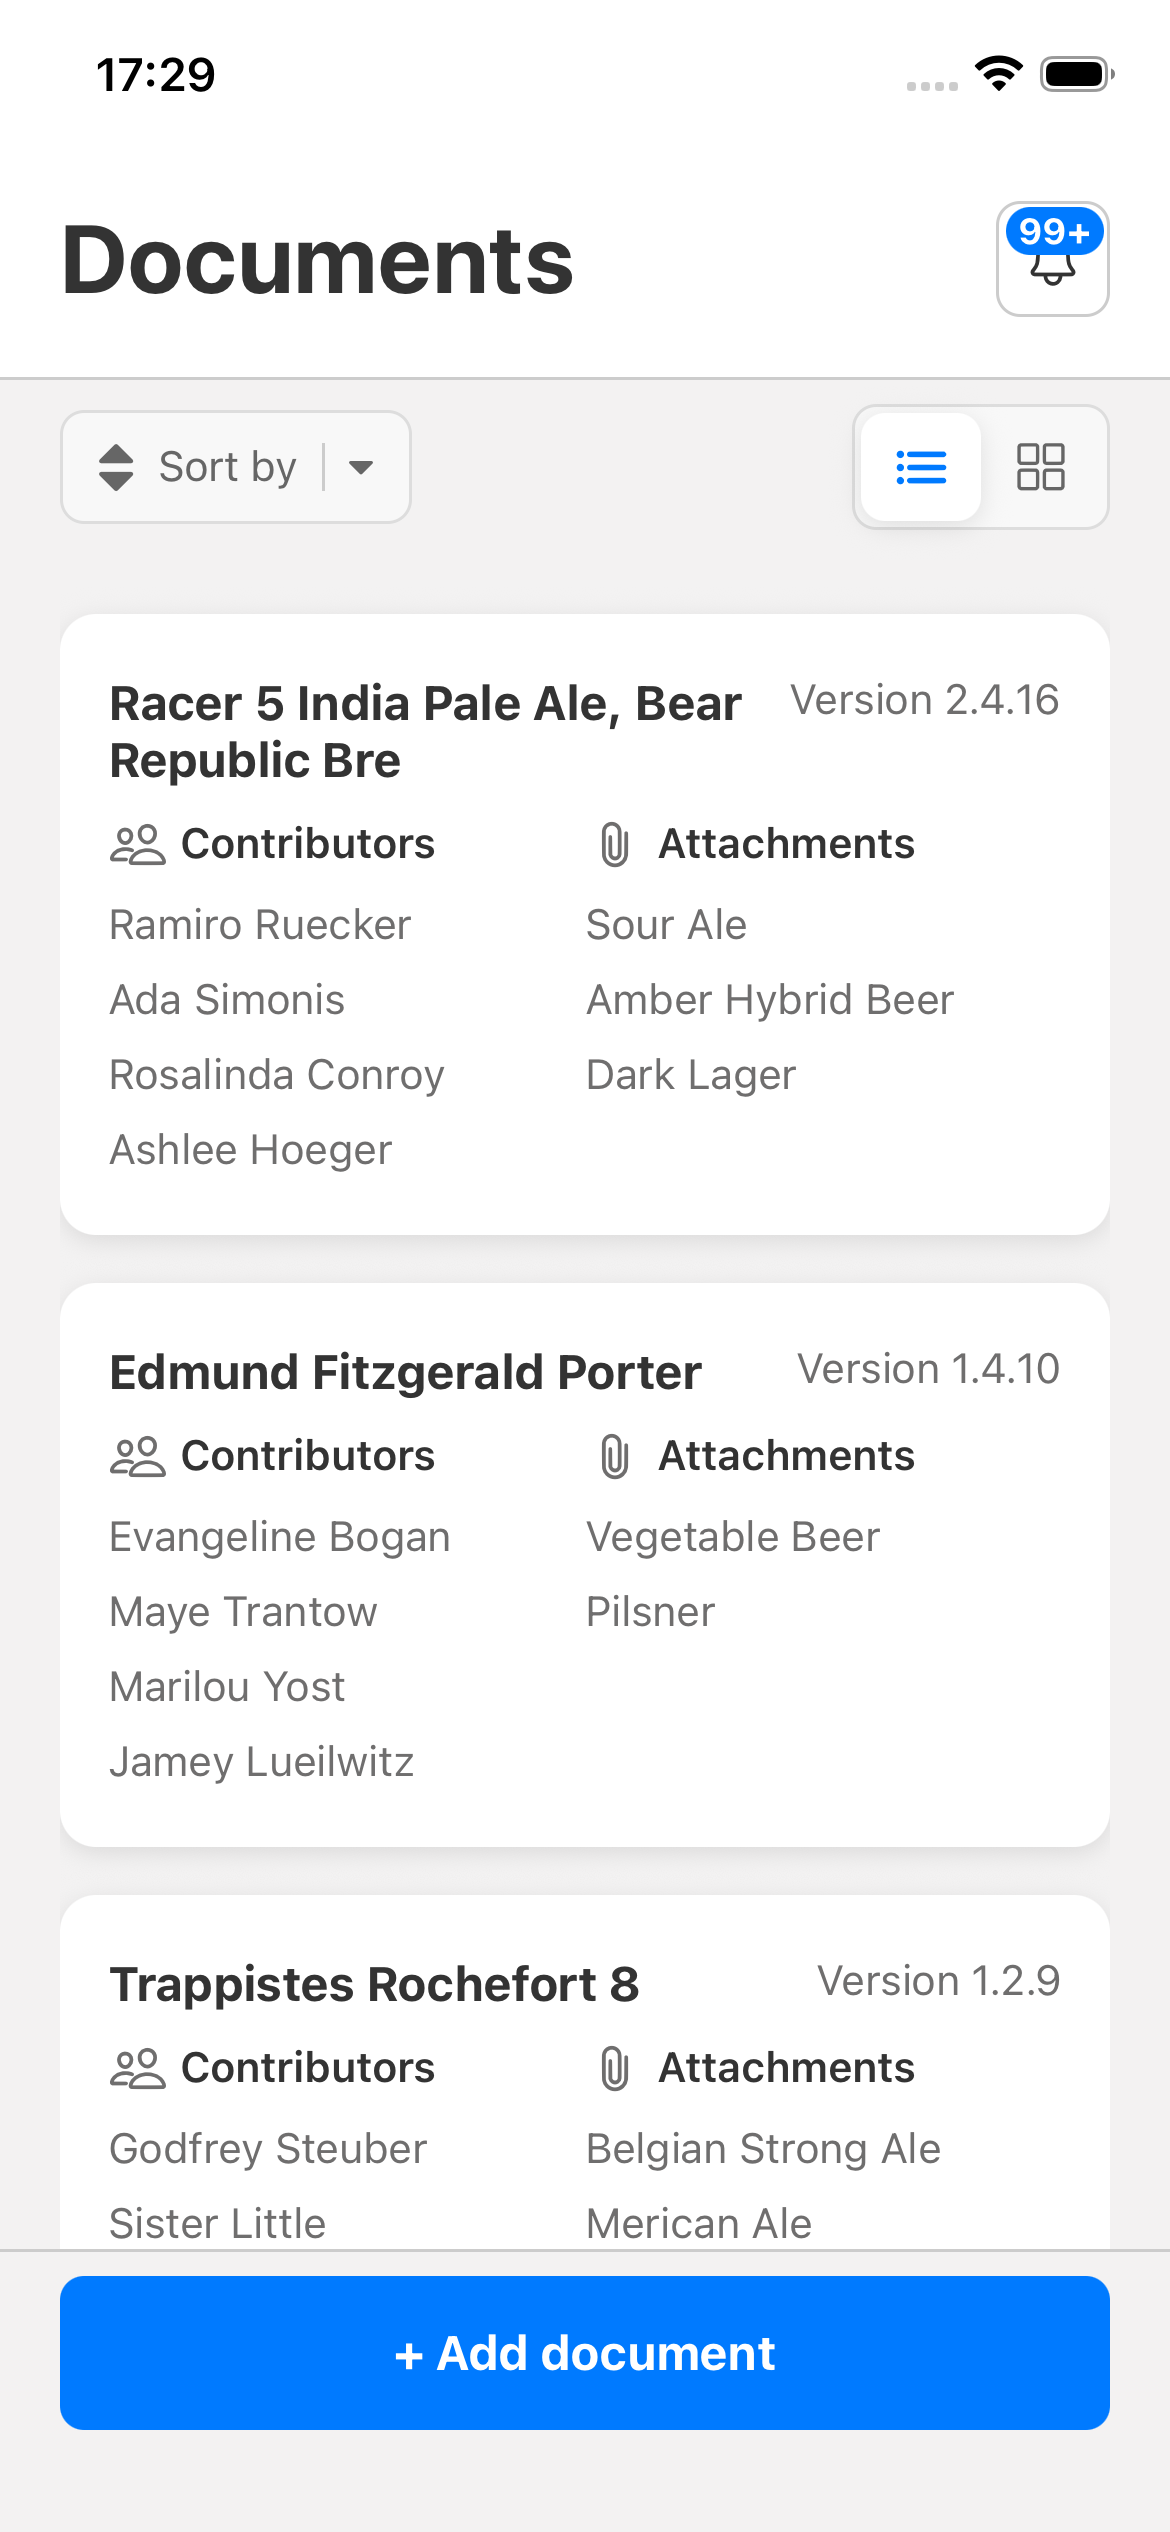 17:29
Documents
99+
Sort by
Racer 5 India Pale Ale, Bear
Republic Bre
Version 2.4.16
Contributors
Attachments
Ramiro Ruecker
Sour Ale
Ada Simonis
Amber Hybrid Beer
Rosalinda Conroy
Dark Lager
Ashlee Hoeger
Edmund Fitzgerald Porter
Version 1.4.10
Contributors
Attachments
Evangeline Bogan
Vegetable Beer
Maye Trantow
Pilsner
Marilou Yost
Jamey Lueilwitz
Trappistes Rochefort 8
Version 1.2.9
Contributors
Attachments
Godfrey Steuber
Belgian Strong Ale
Sister Little
Merican Ale
+ Add document